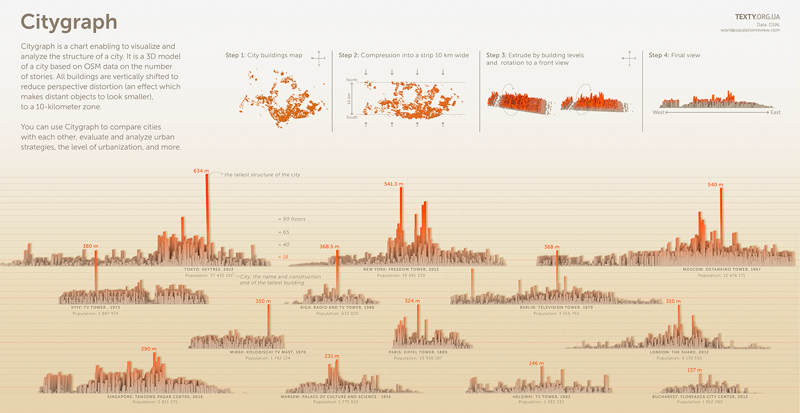 Citygraph
TEXTY.ORG.UA
Data: OSM,
worldpopulationreview.com
Citygraph is a chart enabling to visualize and
analyze the structure of a city. It is a 3D model
of a city based on OSM data on the number
of stories. All buildings are vertically shifted to
reduce perspective distortion (an effect which
makes distant objects to look smaller),
to a 10-kilometer zone.
You can use Citygraph to compare cities
with each other, evaluate and analyze urban
strategies, the level of urbanization, and more.
Step 1: City buildings map
Step 2: Compression into a strip 10 km wide
North
10 km
South
Step 3: Extrude by building levels
and rotation to a front view
Step 4: Final view
West
East
634 m
the tallest structure of the city
≈ 90 floors
≈ 65
≈ 40
TOKYO: SKYTREE, 2012
541.3 m
NEW YORK: FREEDOM TOWER, 2013
540 m
MOSCOW: OSTANKINO TOWER, 1967
City, the name and construction
end of the tallest building
380 m
KYIV: TV TOWER, 1973
368.5 m
RIGA: RADIO AND TV TOWER, 1986
368 m
BERLIN: TELEVISION TOWER, 1970
350 m
324 m
PARIS: EIFFEL TOWER, 1889
310 m
LONDON: THE SHARD, 2012
290 m
SINGAPORE: TANJONG PAGAR CENTRE, 2016
231 m
WARSAW: PALACE OF CULTURE AND SCIENCE, 1955
146 m
HELSINKI: TV TOWER, 1983
137 m
BUCHAREST: FLOREASCA CITY CENTER, 2013